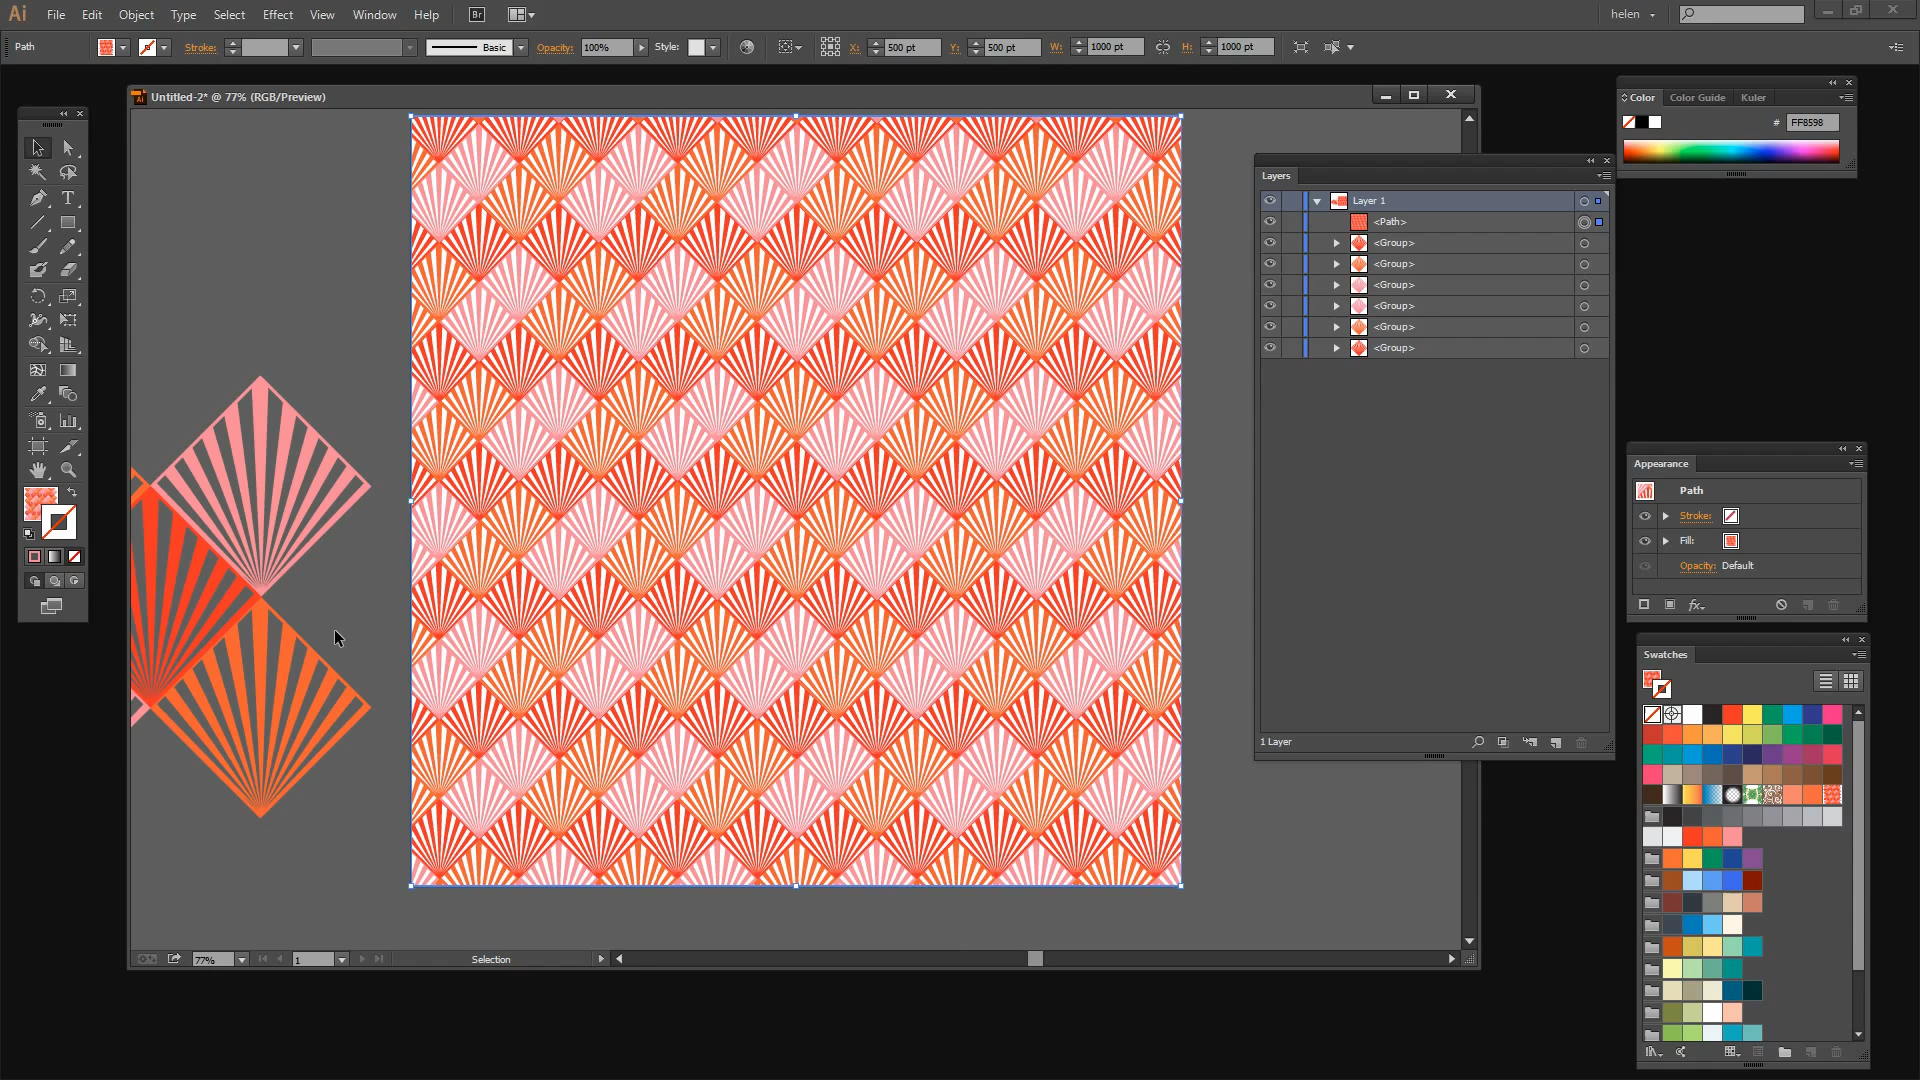 Ai File Edit Object Type Select Effect View Window Help Br helen
Path Stroke: Basic Opacity: 100% Style: X: 500 pt Y: 500 pt W: 1000 pt H: 1000 pt
Untitled-2* @ 77% (RGB/Preview)
Color Color Guide Kuler
# FF8598
Layers
Layer 1
<Path>
<Group>
<Group>
<Group>
<Group>
<Group>
<Group>
1 Layer
Appearance
Path
Stroke:
Fill:
Opacity: Default
fx
Swatches
77% 1 Selection